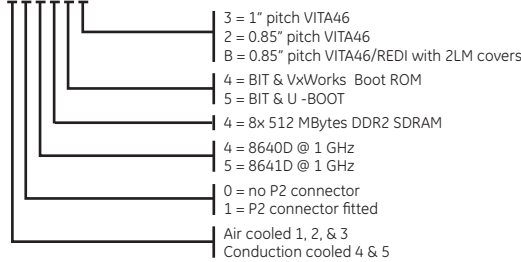 3 = 1" pitch VITA46
2 = 0.85" pitch VITA46
B = 0.85" pitch VITA46/REDI with 2LM covers
4 = BIT & VxWorks Boot ROM
5 = BIT & U -BOOT
4 = 8x 512 MBytes DDR2 SDRAM
4 = 8640D @ 1 GHz
5 = 8641D @ 1 GHz
0 = no P2 connector
1 = P2 connector fitted
Air cooled 1, 2, & 3
Conduction cooled 4 & 5